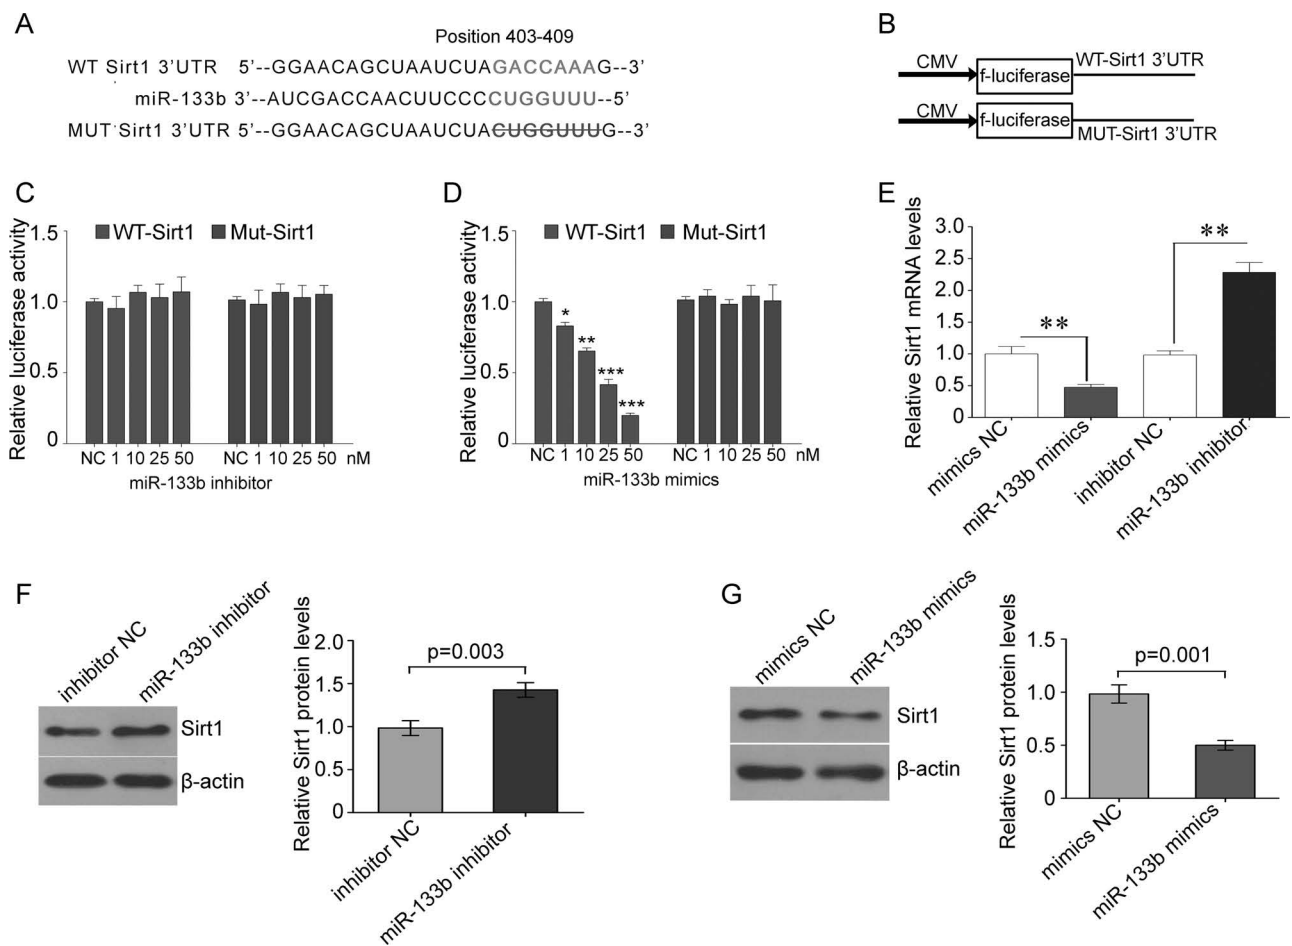 A
Position 403-409
WT Sirt1 3'UTR 5'--GGAACAGCUAAUCUAGACCAAAG--3'
miR-133b 3'--AUCGACCAACUUCCCCUGGUUU--5'
MUT Sirt1 3'UTR 5'--GGAACAGCUAAUCUACUGGUUUG--3'
B
CMV
f-luciferase
WT-Sirt1 3'UTR
CMV
f-luciferase
MUT-Sirt1 3'UTR
C
Relative luciferase activity
1.5
1.0
0.5
0
WT-Sirt1 Mut-Sirt1
NC 1 10 25 50 NC 1 10 25 50 nM
miR-133b inhibitor
D
Relative luciferase activity
1.5
1.0
0.5
0
WT-Sirt1 Mut-Sirt1
* ** *** ***
NC 1 10 25 50 NC 1 10 25 50 nM
miR-133b mimics
E
Relative Sirt1 mRNA levels
3.0
2.5
2.0
1.5
1.0
0.5
0
** **
mimics NC
miR-133b mimics
inhibitor NC
miR-133b inhibitor
F
inhibitor NC
miR-133b inhibitor
Sirt1
β-actin
Relative Sirt1 protein levels
2.0
1.5
1.0
0.5
0
p=0.003
inhibitor NC
miR-133b inhibitor
G
mimics NC
miR-133b mimics
Sirt1
β-actin
Relative Sirt1 protein levels
1.5
1.0
0.5
0
p=0.001
mimics NC
miR-133b mimics